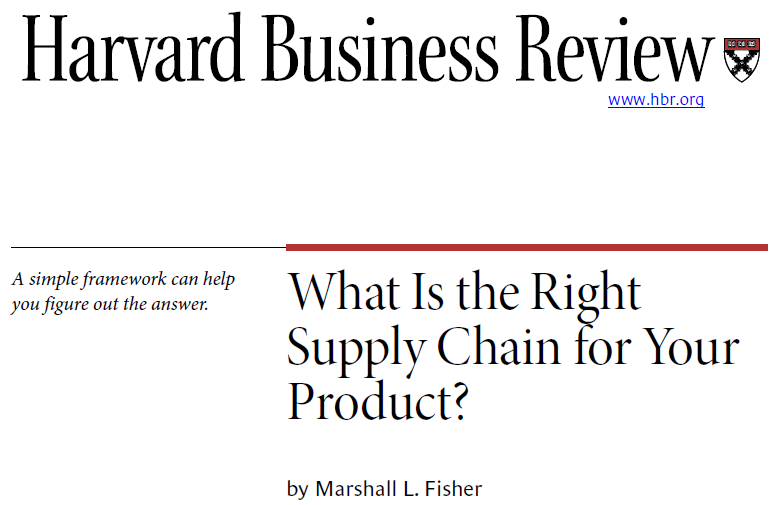 Harvard Business Review
www.hbr.org
A simple framework can help
you figure out the answer.
What Is the Right
Supply Chain for Your
Product?
by Marshall L. Fisher